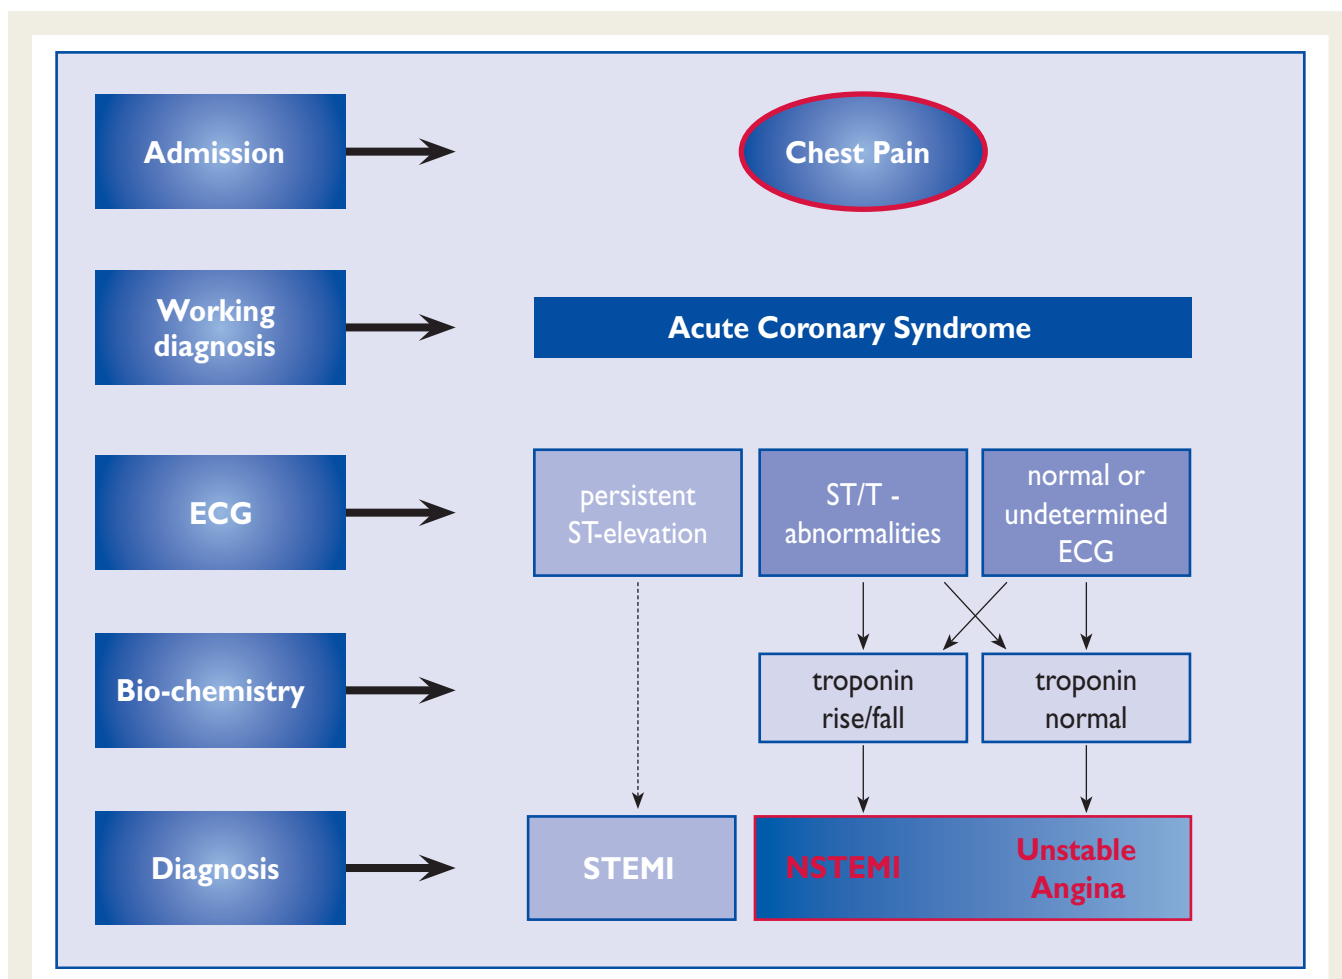 Admission
Chest Pain
Working
diagnosis
Acute Coronary Syndrome
ECG
persistent
ST-elevation
ST/T -
abnormalities
normal or
undetermined
ECG
Bio-chemistry
troponin
rise/fall
troponin
normal
Diagnosis
STEMI
NSTEMI
Unstable
Angina